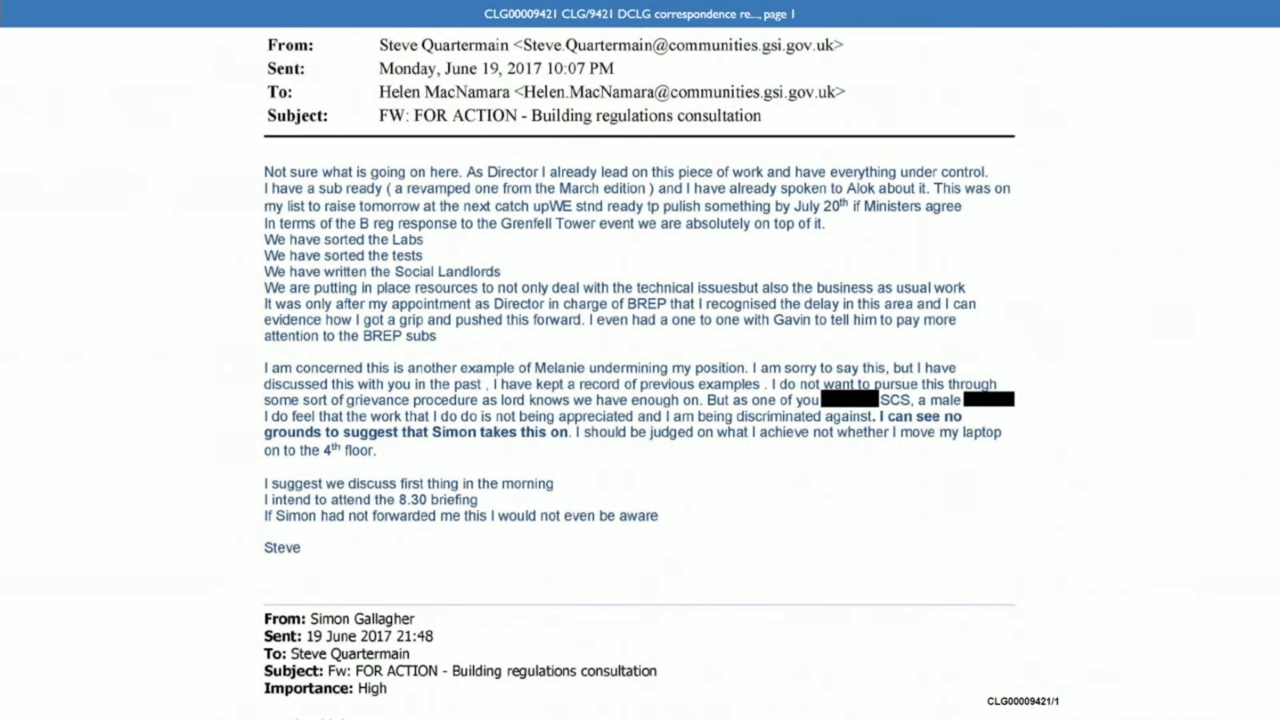 CLG00009421 CLG/9421 DCLG correspondence re..., page 1
From: Steve Quartermain <Steve.Quartermain@communities.gsi.gov.uk>
Sent: Monday, June 19, 2017 10:07 PM
To: Helen MacNamara <Helen.MacNamara@communities.gsi.gov.uk>
Subject: FW: FOR ACTION - Building regulations consultation
Not sure what is going on here. As Director I already lead on this piece of work and have everything under control.
I have a sub ready ( a revamped one from the March edition ) and I have already spoken to Alok about it. This was on
my list to raise tomorrow at the next catch upWE stnd ready tp pulish something by July 20th if Ministers agree
In terms of the B reg response to the Grenfell Tower event we are absolutely on top of it.
We have sorted the Labs
We have sorted the tests
We have written the Social Landlords
We are putting in place resources to not only deal with the technical issuesbut also the business as usual work
It was only after my appointment as Director in charge of BREP that I recognised the delay in this area and I can
evidence how I got a grip and pushed this forward. I even had a one to one with Gavin to tell him to pay more
attention to the BREP subs
I am concerned this is another example of Melanie undermining my position. I am sorry to say this, but I have
discussed this with you in the past , I have kept a record of previous examples . I do not want to pursue this through
some sort of grievance procedure as lord knows we have enough on. But as one of you SCS, a male
I do feel that the work that I do do is not being appreciated and I am being discriminated against. I can see no
grounds to suggest that Simon takes this on. I should be judged on what I achieve not whether I move my laptop
on to the 4th floor.
I suggest we discuss first thing in the morning
I intend to attend the 8.30 briefing
If Simon had not forwarded me this I would not even be aware
Steve
From: Simon Gallagher
Sent: 19 June 2017 21:48
To: Steve Quartermain
Subject: Fw: FOR ACTION - Building regulations consultation
Importance: High
CLG00009421/1